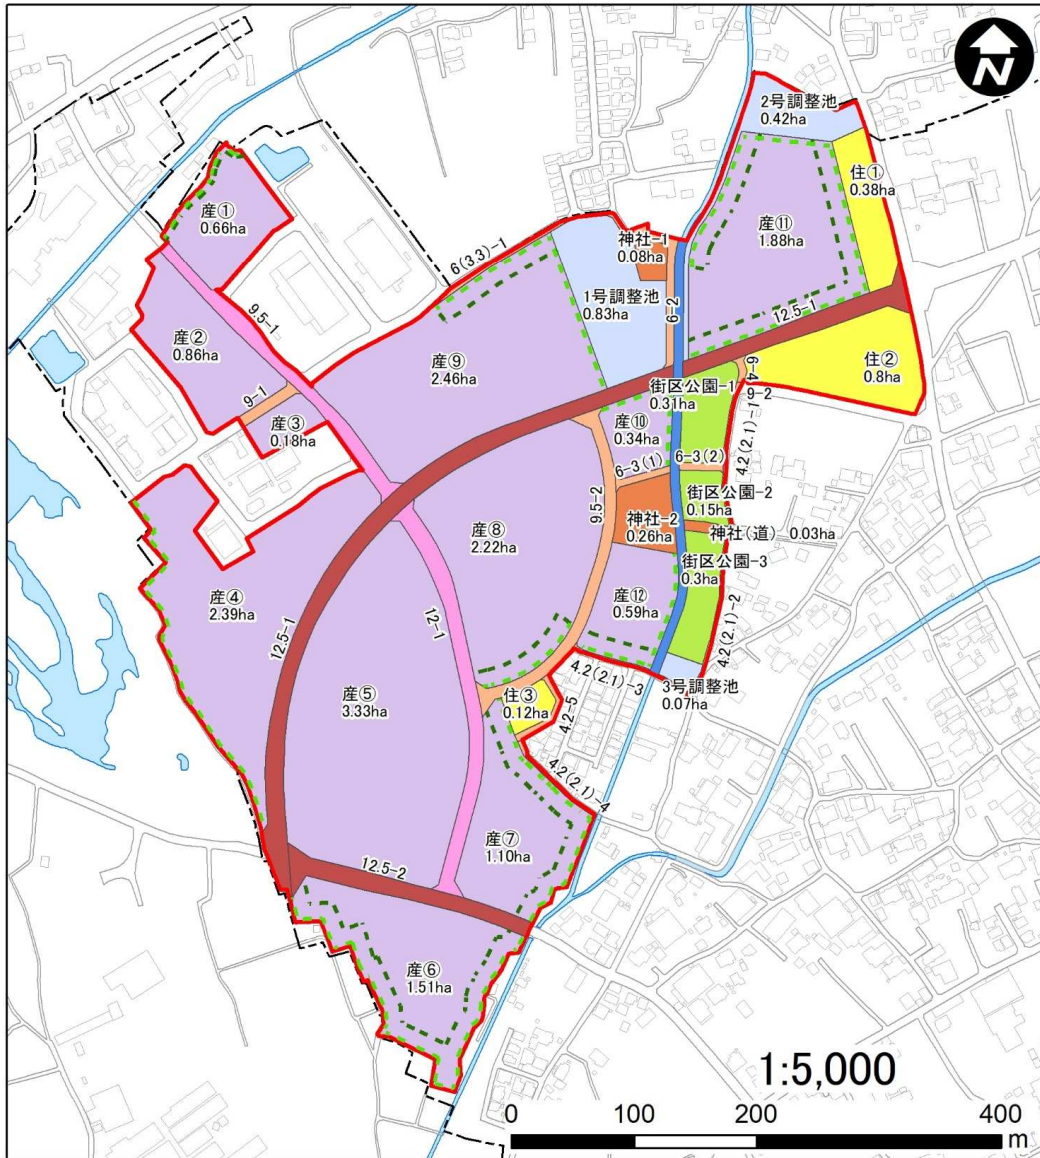 N
2号調整池
0.42ha
住①
0.38ha
産①
0.66ha
産⑪
1.88ha
神社-1
0.08ha
6(3.3)-1
1号調整池
0.83ha
6-2
12.5-1
9.5-1
産②
0.86ha
産⑨
2.46ha
住②
0.8ha
6-4
9-2
街区公園-1
0.31ha
9-1
産③
0.18ha
産⑩
0.34ha
4.2(2.1)-1
6-3(1)
6-3(2)
9.5-2
街区公園-2
0.15ha
産⑧
2.22ha
神社-2
0.26ha
神社(道) 0.03ha
街区公園-3
0.3ha
産④
2.39ha
12.5-1
12-1
産⑫
0.59ha
4.2(2.1)-2
4.2(2.1)-3
3号調整池
0.07ha
産⑤
3.33ha
住③
0.12ha
4.2-5
4.2(2.1)-4
産⑦
1.10ha
12.5-2
産⑥
1.51ha
1:5,000
0 100 200 400
m